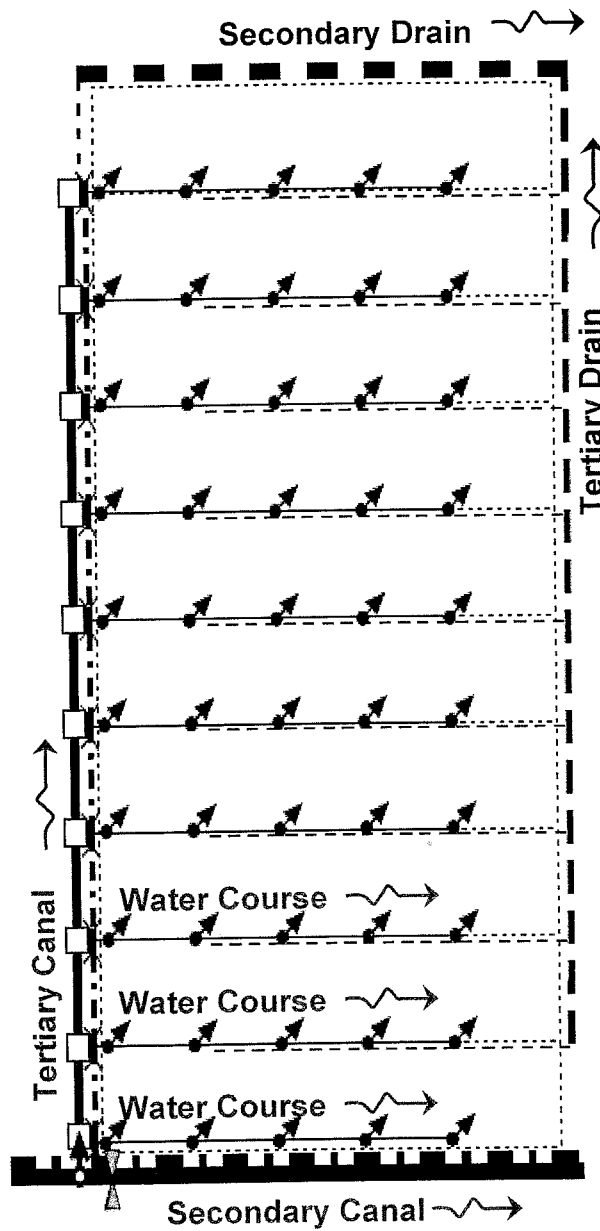 Secondary Drain
Tertiary Drain
Water Course
Tertiary Canal
Water Course
Water Course
Secondary Canal